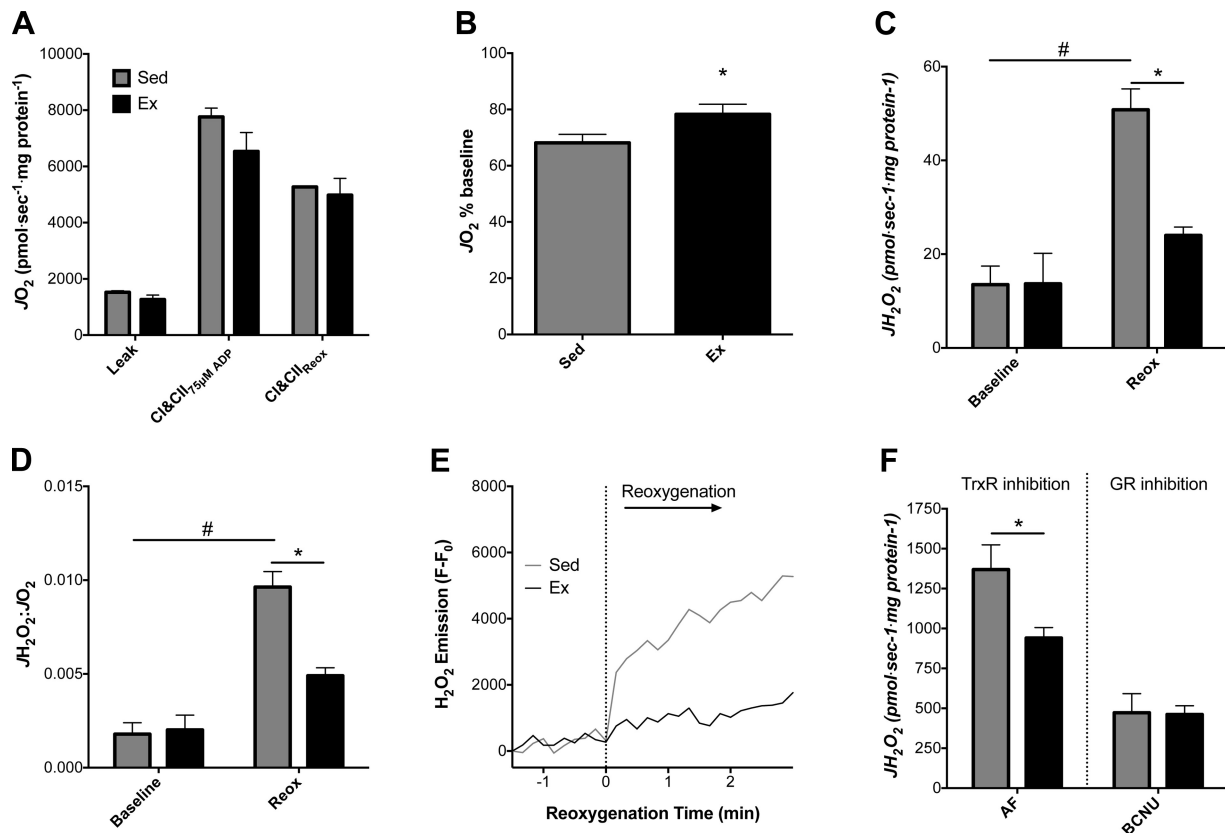 A
JO₂ (pmol·sec⁻¹·mg protein⁻¹)
10000
8000
6000
4000
2000
0
Sed
Ex
Leak
CI&CII75µM ADP
CI&CIIReox
B
JO₂ % baseline
100
80
60
40
20
0
*
Sed
Ex
C
JH₂O₂ (pmol·sec-1·mg protein-1)
60
40
20
0
#
*
Baseline
Reox
D
JH₂O₂:JO₂
0.015
0.010
0.005
0.000
#
*
Baseline
Reox
E
H₂O₂ Emission (F-F₀)
8000
6000
4000
2000
0
Reoxygenation
Sed
Ex
-1
0
1
2
Reoxygenation Time (min)
F
JH₂O₂ (pmol·sec-1·mg protein-1)
TrxR inhibition
GR inhibition
1750
1500
1250
1000
750
500
250
0
*
AF
BCNU